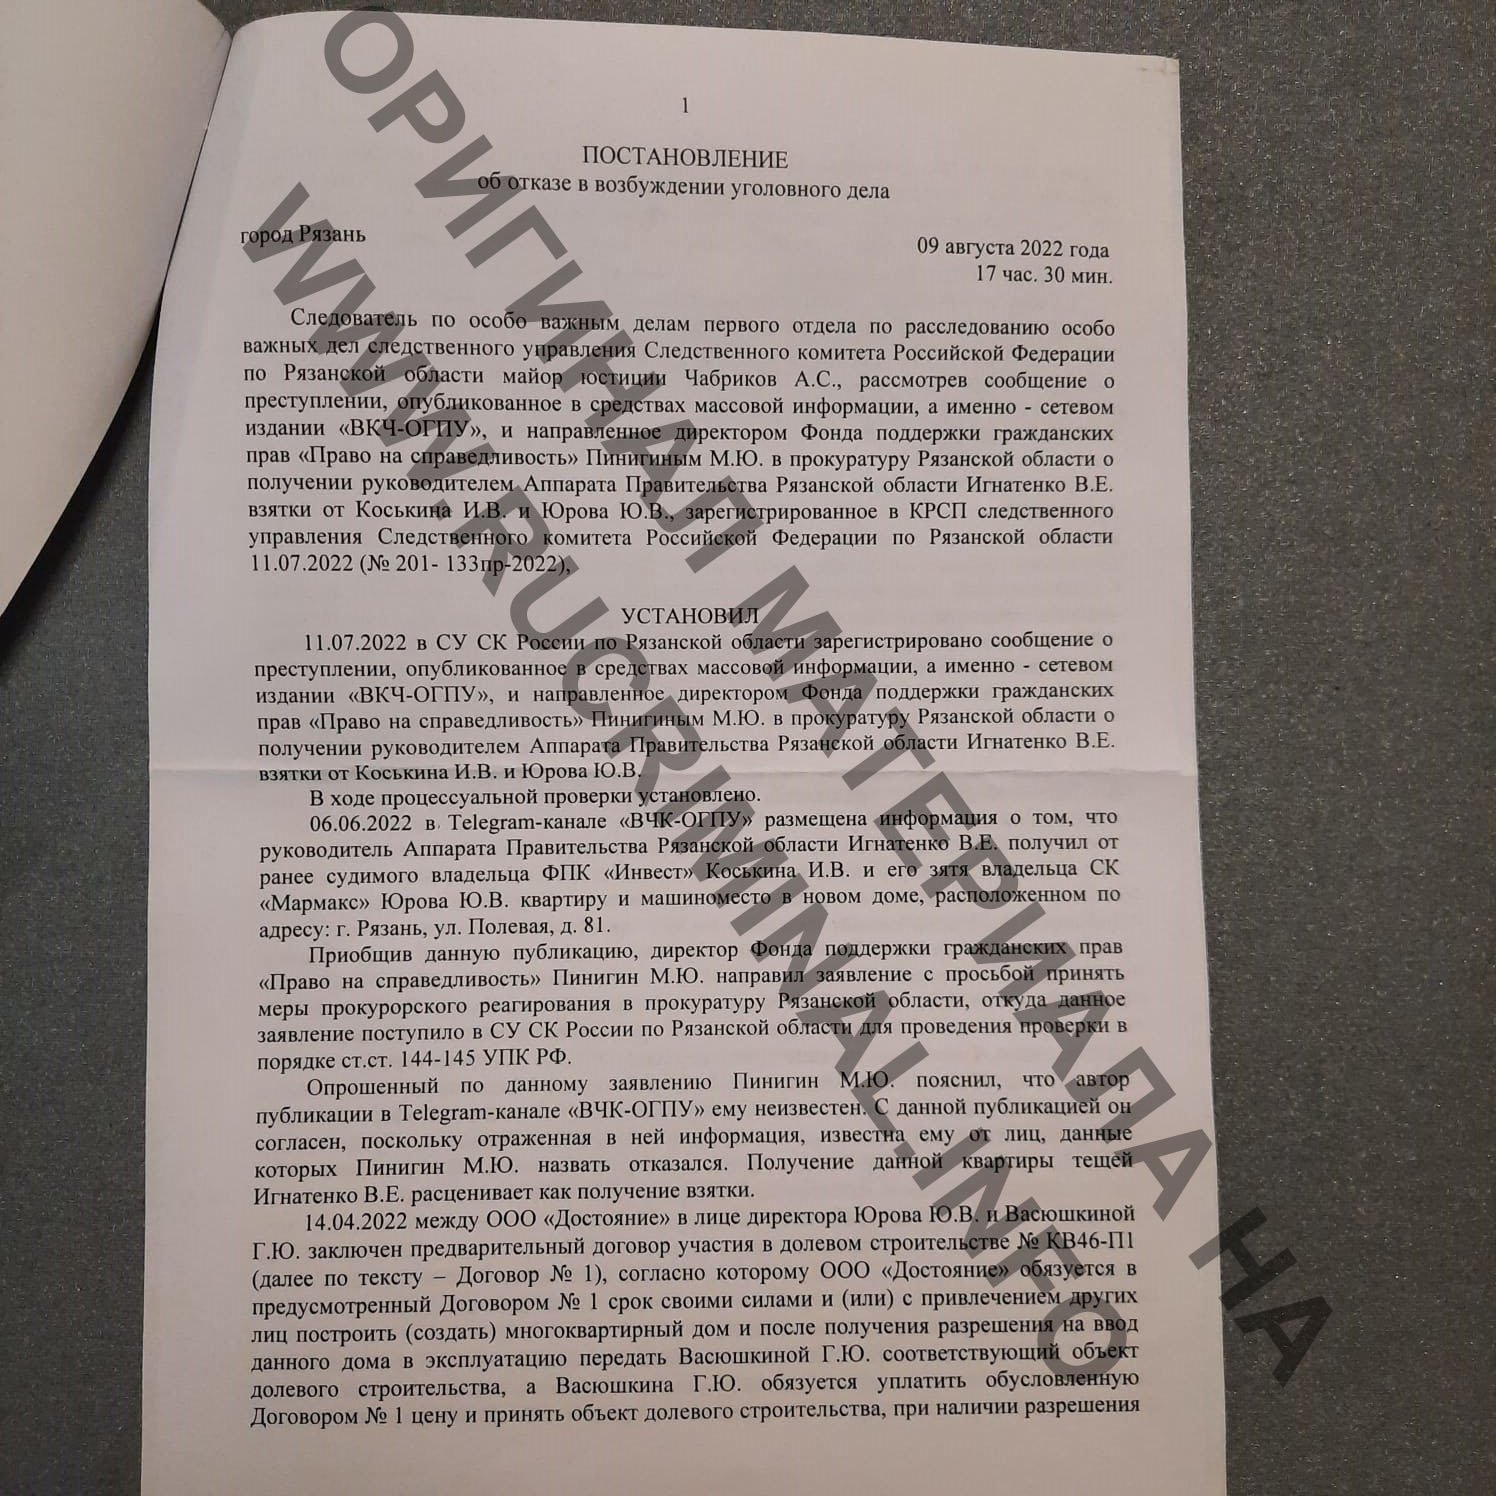 1
ПОСТАНОВЛЕНИЕ
об отказе в возбуждении уголовного дела
город Рязань
09 августа 2022 года
17 час. 30 мин.
Следователь по особо важным делам первого отдела по расследованию особо
важных дел следственного управления Следственного комитета Российской Федерации
по Рязанской области майор юстиции Чабриков А.С., рассмотрев сообщение о
преступлении, опубликованное в средствах массовой информации, а именно - сетевом
издании «ВКЧ-ОГПУ», и направленное директором Фонда поддержки гражданских
прав «Право на справедливость» Пинигиным М.Ю. в прокуратуру Рязанской области о
получении руководителем Аппарата Правительства Рязанской области Игнатенко В.Е.
взятки от Коськина И.В. и Юрова Ю.В., зарегистрированное в КРСП следственного
управления Следственного комитета Российской Федерации по Рязанской области
11.07.2022 (№ 201- 133пр-2022),
УСТАНОВИЛ
11.07.2022 в СУ СК России по Рязанской области зарегистрировано сообщение о
преступлении, опубликованное в средствах массовой информации, а именно - сетевом
издании «ВКЧ-ОГПУ», и направленное директором Фонда поддержки гражданских
прав «Право на справедливость» Пинигиным М.Ю. в прокуратуру Рязанской области о
получении руководителем Аппарата Правительства Рязанской области Игнатенко В.Е.
взятки от Коськина И.В. и Юрова Ю.В.
В ходе процессуальной проверки установлено.
06.06.2022 в Telegram-канале «ВЧК-ОГПУ» размещена информация о том, что
руководитель Аппарата Правительства Рязанской области Игнатенко В.Е. получил от
ранее судимого владельца ФПК «Инвест» Коськина И.В. и его зятя владельца СК
«Мармакс» Юрова Ю.В. квартиру и машиноместо в новом доме, расположенном по
адресу: г. Рязань, ул. Полевая, д. 81.
Приобщив данную публикацию, директор Фонда поддержки гражданских прав
«Право на справедливость» Пинигин М.Ю. направил заявление с просьбой принять
меры прокурорского реагирования в прокуратуру Рязанской области, откуда данное
заявление поступило в СУ СК России по Рязанской области для проведения проверки в
порядке ст.ст. 144-145 УПК РФ.
Опрошенный по данному заявлению Пинигин М.Ю. пояснил, что автор
публикации в Telegram-канале «ВЧК-ОГПУ» ему неизвестен. С данной публикацией он
согласен, поскольку отраженная в ней информация, известна ему от лиц, данные
которых Пинигин М.Ю. назвать отказался. Получение данной квартиры тещей
Игнатенко В.Е. расценивает как получение взятки.
14.04.2022 между ООО «Достояние» в лице директора Юрова Ю.В. и Васюшкиной
Г.Ю. заключен предварительный договор участия в долевом строительстве № КВ46-П1
(далее по тексту – Договор № 1), согласно которому ООО «Достояние» обязуется в
предусмотренный Договором № 1 срок своими силами и (или) с привлечением других
лиц построить (создать) многоквартирный дом и после получения разрешения на ввод
данного дома в эксплуатацию передать Васюшкиной Г.Ю. соответствующий объект
долевого строительства, а Васюшкина Г.Ю. обязуется уплатить обусловленную
Договором № 1 цену и принять объект долевого строительства, при наличии разрешения
ОРИГИНАЛ МАТЕРИАЛА НА
WWW.RUCRIMINAL.INFO